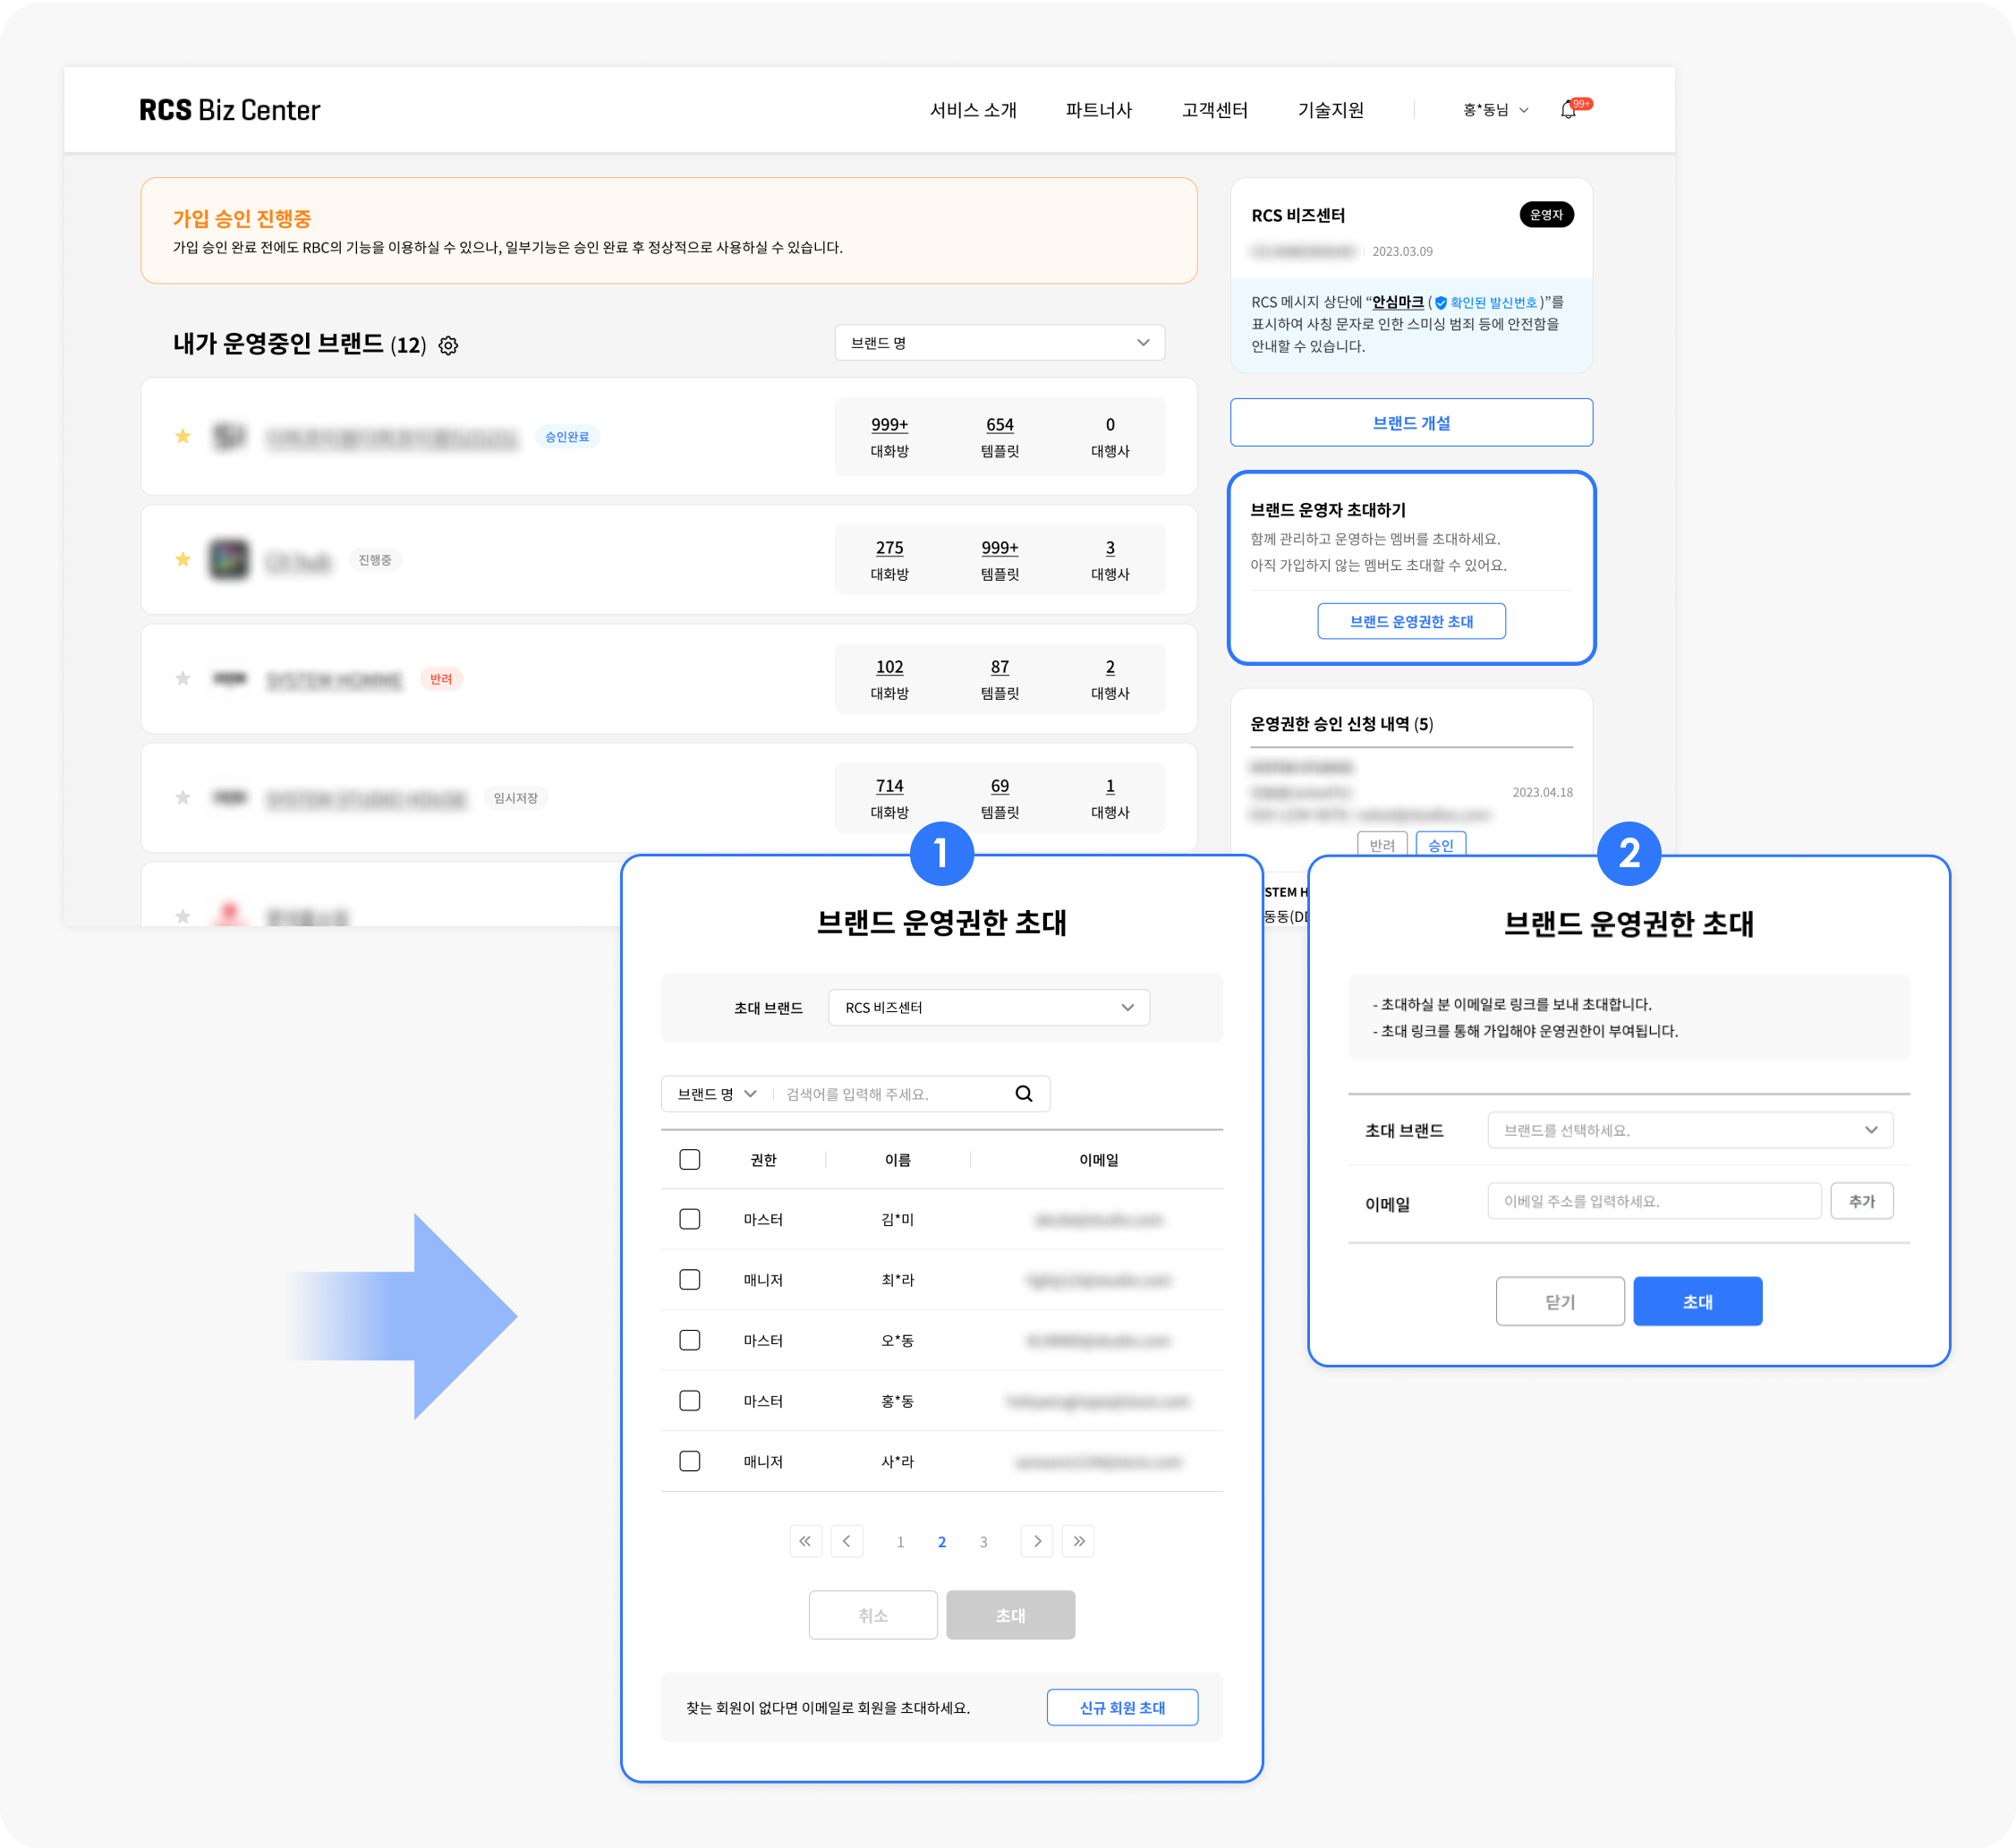 RCS Biz Center
서비스 소개
파트너사
고객센터
기술지원
홍*동님
99+
가입 승인 진행중
가입 승인 완료 전에도 RBC의 기능을 이용하실 수 있으나, 일부기능은 승인 완료 후 정상적으로 사용하실 수 있습니다.
내가 운영중인 브랜드 (12)
브랜드 명
승인완료
999+ 654 0
대화방 템플릿 대행사
진행중
275 999+ 3
대화방 템플릿 대행사
반려
102 87 2
대화방 템플릿 대행사
임시저장
714 69 1
대화방 템플릿 대행사
RCS 비즈센터
운영자
2023.03.09
RCS 메시지 상단에 “안심마크 ( 확인된 발신번호 )”를
표시하여 사칭 문자로 인한 스미싱 범죄 등에 안전함을
안내할 수 있습니다.
브랜드 개설
브랜드 운영자 초대하기
함께 관리하고 운영하는 멤버를 초대하세요.
아직 가입하지 않는 멤버도 초대할 수 있어요.
브랜드 운영권한 초대
운영권한 승인 신청 내역 (5)
2023.04.18
반려 승인
STEM H
동동(DD
1
브랜드 운영권한 초대
초대 브랜드 RCS 비즈센터
브랜드 명 검색어를 입력해 주세요.
권한 이름 이메일
마스터 김*미
매니저 최*라
마스터 오*동
마스터 홍*동
매니저 사*라
1 2 3
취소 초대
찾는 회원이 없다면 이메일로 회원을 초대하세요.
신규 회원 초대
2
브랜드 운영권한 초대
- 초대하실 분 이메일로 링크를 보내 초대합니다.
- 초대 링크를 통해 가입해야 운영권한이 부여됩니다.
초대 브랜드 브랜드를 선택하세요.
이메일 이베일 주소를 입력하세요. 추가
닫기 초대